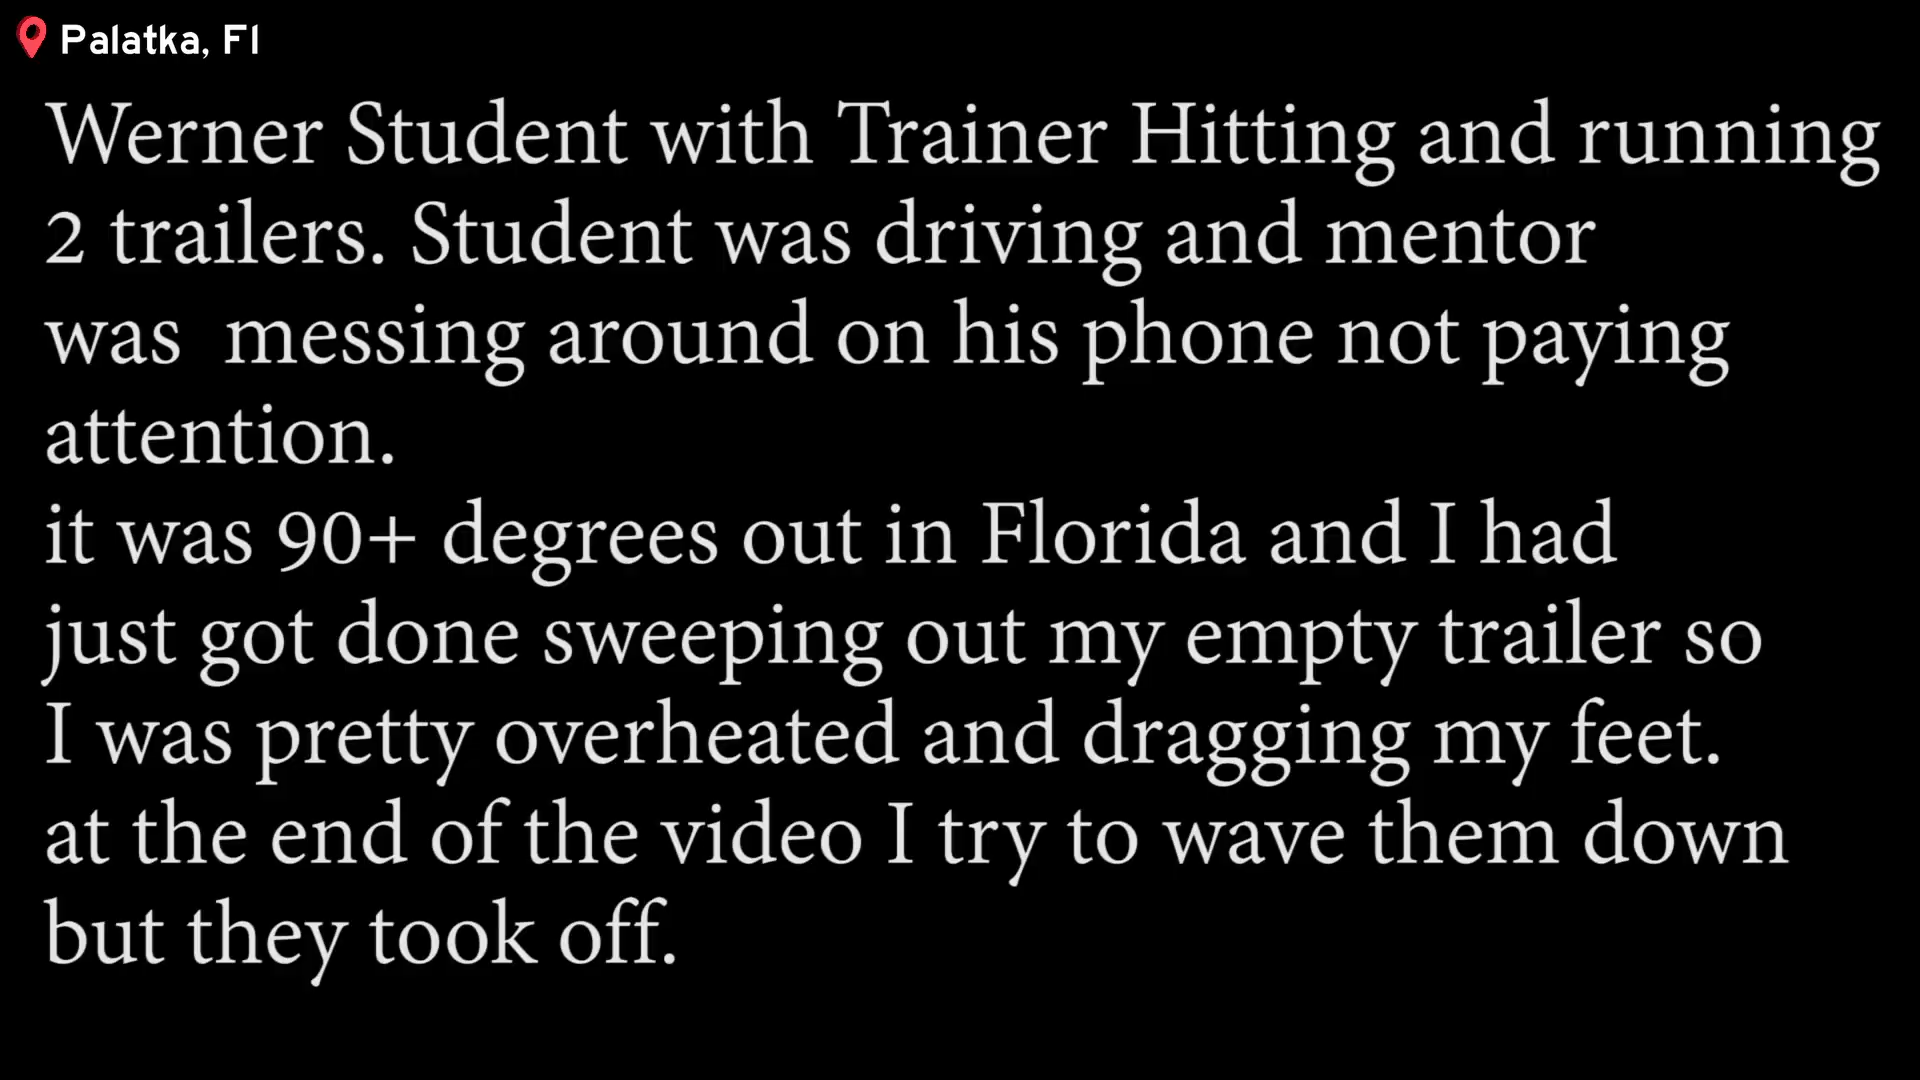 Palatka, Fl
Werner Student with Trainer Hitting and running
2 trailers. Student was driving and mentor
was  messing around on his phone not paying
attention.
it was 90+ degrees out in Florida and I had
just got done sweeping out my empty trailer so
I was pretty overheated and dragging my feet.
at the end of the video I try to wave them down
but they took off.